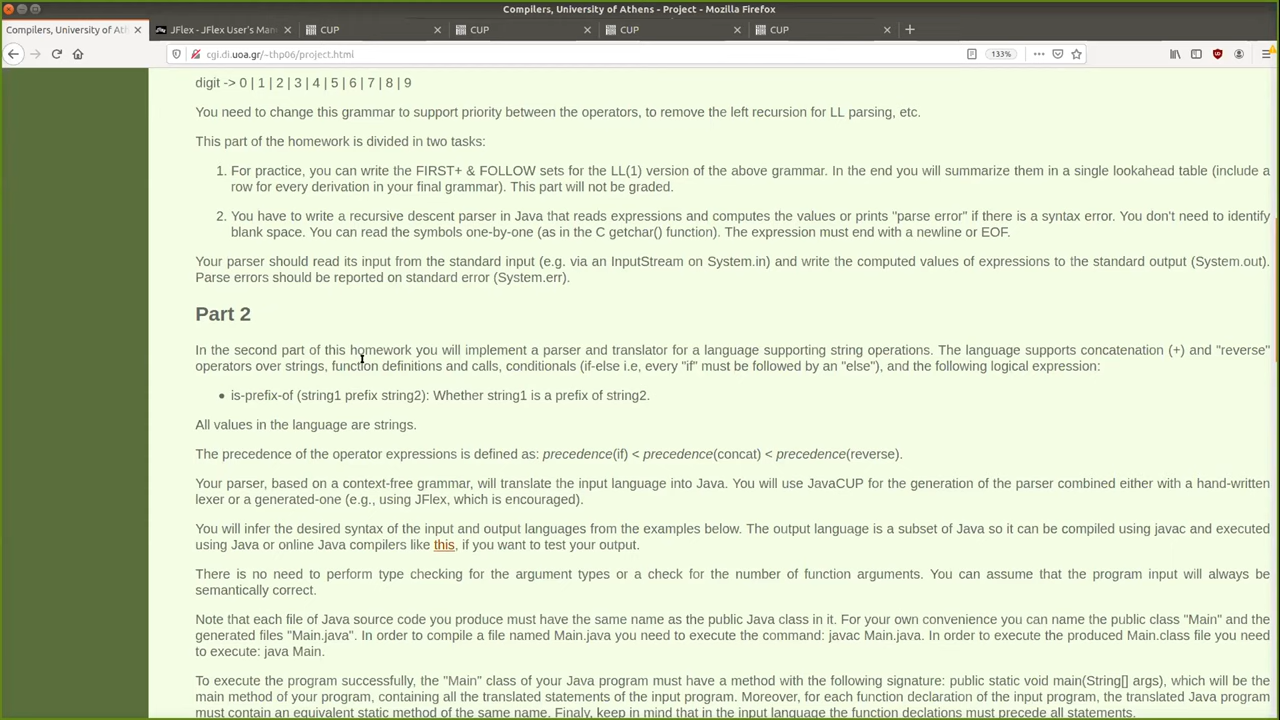 Compilers, University of Athens - Project - Mozilla Firefox
Compilers, University of Ath
JFlex - JFlex User's Man
CUP
CUP
CUP
CUP
cgi.di.uoa.gr/~thp06/project.html
133%
digit -> 0 | 1 | 2 | 3 | 4 | 5 | 6 | 7 | 8 | 9
You need to change this grammar to support priority between the operators, to remove the left recursion for LL parsing, etc.
This part of the homework is divided in two tasks:
1. For practice, you can write the FIRST+ & FOLLOW sets for the LL(1) version of the above grammar. In the end you will summarize them in a single lookahead table (include a
row for every derivation in your final grammar). This part will not be graded.
2. You have to write a recursive descent parser in Java that reads expressions and computes the values or prints "parse error" if there is a syntax error. You don't need to identify
blank space. You can read the symbols one-by-one (as in the C getchar() function). The expression must end with a newline or EOF.
Your parser should read its input from the standard input (e.g. via an InputStream on System.in) and write the computed values of expressions to the standard output (System.out).
Parse errors should be reported on standard error (System.err).
Part 2
In the second part of this homework you will implement a parser and translator for a language supporting string operations. The language supports concatenation (+) and "reverse"
operators over strings, function definitions and calls, conditionals (if-else i.e, every "if" must be followed by an "else"), and the following logical expression:
• is-prefix-of (string1 prefix string2): Whether string1 is a prefix of string2.
All values in the language are strings.
The precedence of the operator expressions is defined as: precedence(if) < precedence(concat) < precedence(reverse).
Your parser, based on a context-free grammar, will translate the input language into Java. You will use JavaCUP for the generation of the parser combined either with a hand-written
lexer or a generated-one (e.g., using JFlex, which is encouraged).
You will infer the desired syntax of the input and output languages from the examples below. The output language is a subset of Java so it can be compiled using javac and executed
using Java or online Java compilers like this, if you want to test your output.
There is no need to perform type checking for the argument types or a check for the number of function arguments. You can assume that the program input will always be
semantically correct.
Note that each file of Java source code you produce must have the same name as the public Java class in it. For your own convenience you can name the public class "Main" and the
generated files "Main.java". In order to compile a file named Main.java you need to execute the command: javac Main.java. In order to execute the produced Main.class file you need
to execute: java Main.
To execute the program successfully, the "Main" class of your Java program must have a method with the following signature: public static void main(String[] args), which will be the
main method of your program, containing all the translated statements of the input program. Moreover, for each function declaration of the input program, the translated Java program
must contain an equivalent static method of the same name. Finaly, keep in mind that in the input language the function declations must precede all statements.